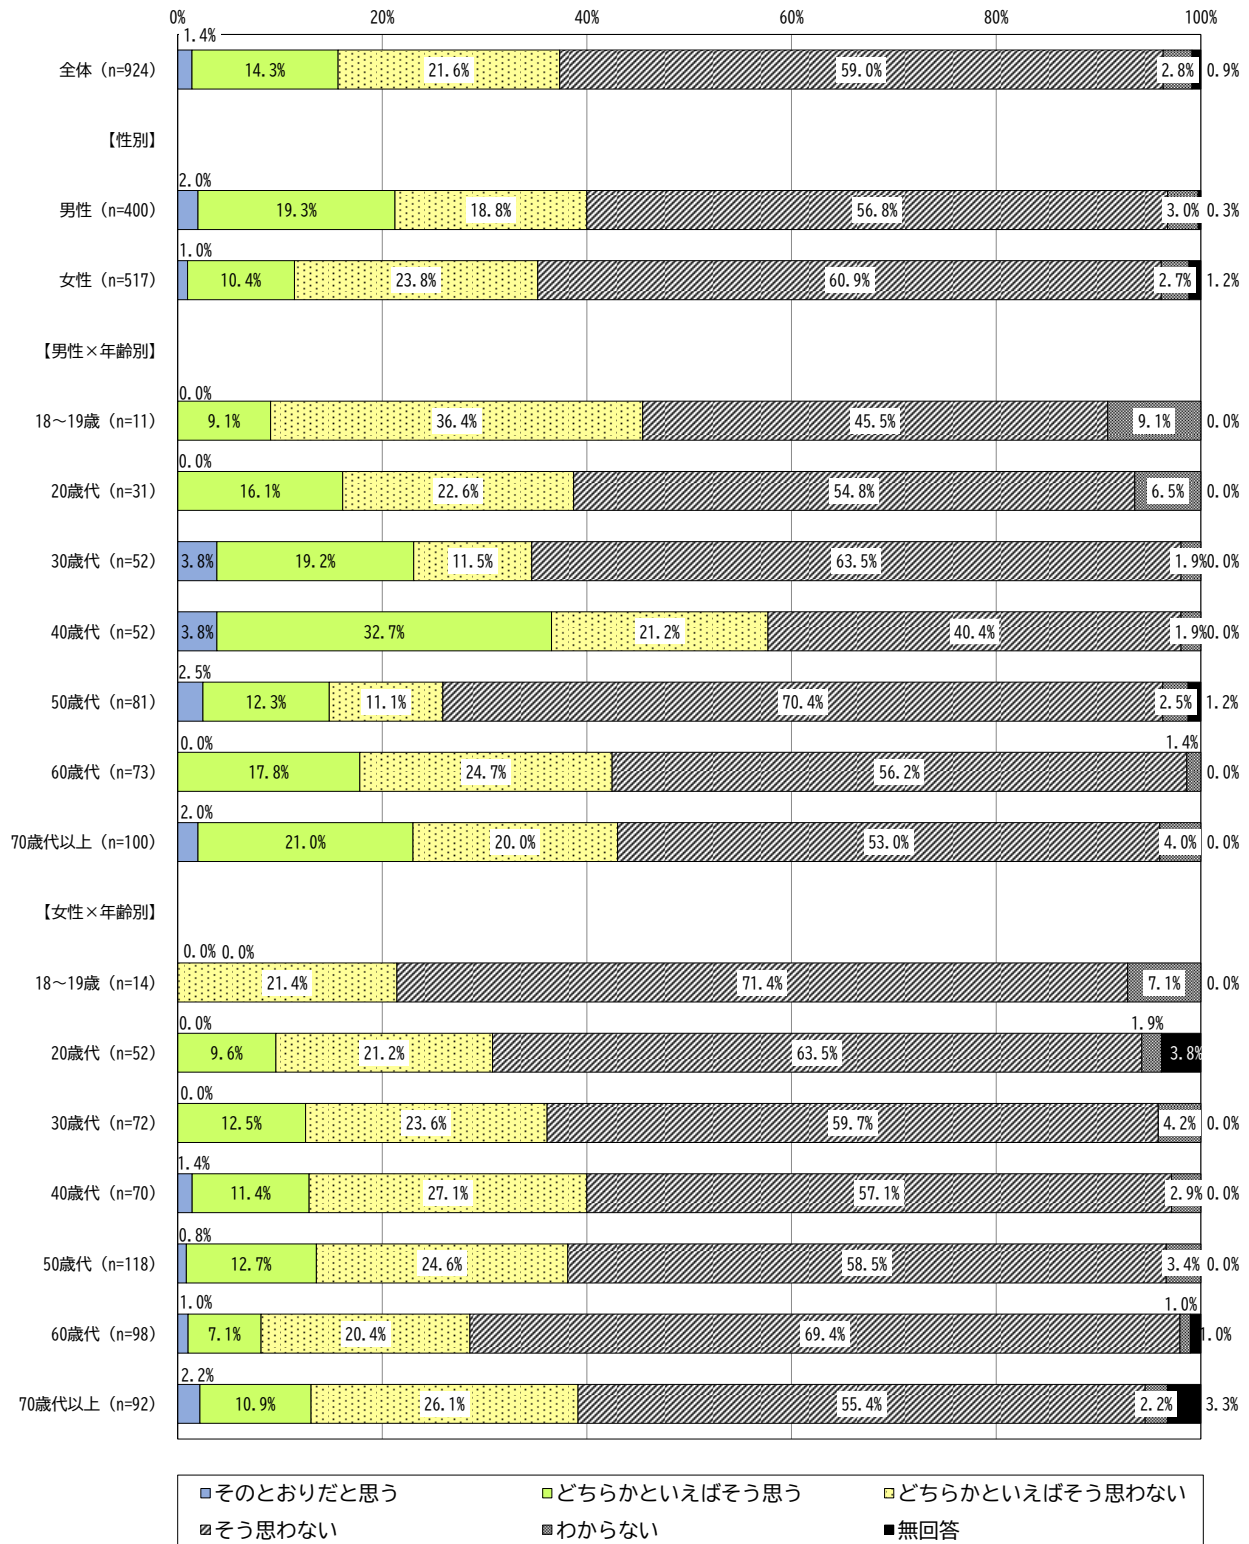 0% 20% 40% 60% 80% 100%
全体（n=924） 1.4% 14.3% 21.6% 59.0% 2.8% 0.9%
【性別】
男性（n=400） 2.0% 19.3% 18.8% 56.8% 3.0% 0.3%
女性（n=517） 1.0% 10.4% 23.8% 60.9% 2.7% 1.2%
【男性×年齢別】
18～19歳（n=11） 0.0% 9.1% 36.4% 45.5% 9.1% 0.0%
20歳代（n=31） 0.0% 16.1% 22.6% 54.8% 6.5% 0.0%
30歳代（n=52） 3.8% 19.2% 11.5% 63.5% 1.9% 0.0%
40歳代（n=52） 3.8% 32.7% 21.2% 40.4% 1.9% 0.0%
50歳代（n=81） 2.5% 12.3% 11.1% 70.4% 2.5% 1.2%
60歳代（n=73） 0.0% 17.8% 24.7% 56.2% 1.4% 0.0%
70歳代以上（n=100） 2.0% 21.0% 20.0% 53.0% 4.0% 0.0%
【女性×年齢別】
18～19歳（n=14） 0.0% 0.0% 21.4% 71.4% 7.1% 0.0%
20歳代（n=52） 0.0% 9.6% 21.2% 63.5% 1.9% 3.8%
30歳代（n=72） 0.0% 12.5% 23.6% 59.7% 4.2% 0.0%
40歳代（n=70） 1.4% 11.4% 27.1% 57.1% 2.9% 0.0%
50歳代（n=118） 0.8% 12.7% 24.6% 58.5% 3.4% 0.0%
60歳代（n=98） 1.0% 7.1% 20.4% 69.4% 1.0% 1.0%
70歳代以上（n=92） 2.2% 10.9% 26.1% 55.4% 2.2% 3.3%
そのとおりだと思う どちらかといえばそう思う どちらかといえばそう思わない
そう思わない わからない 無回答